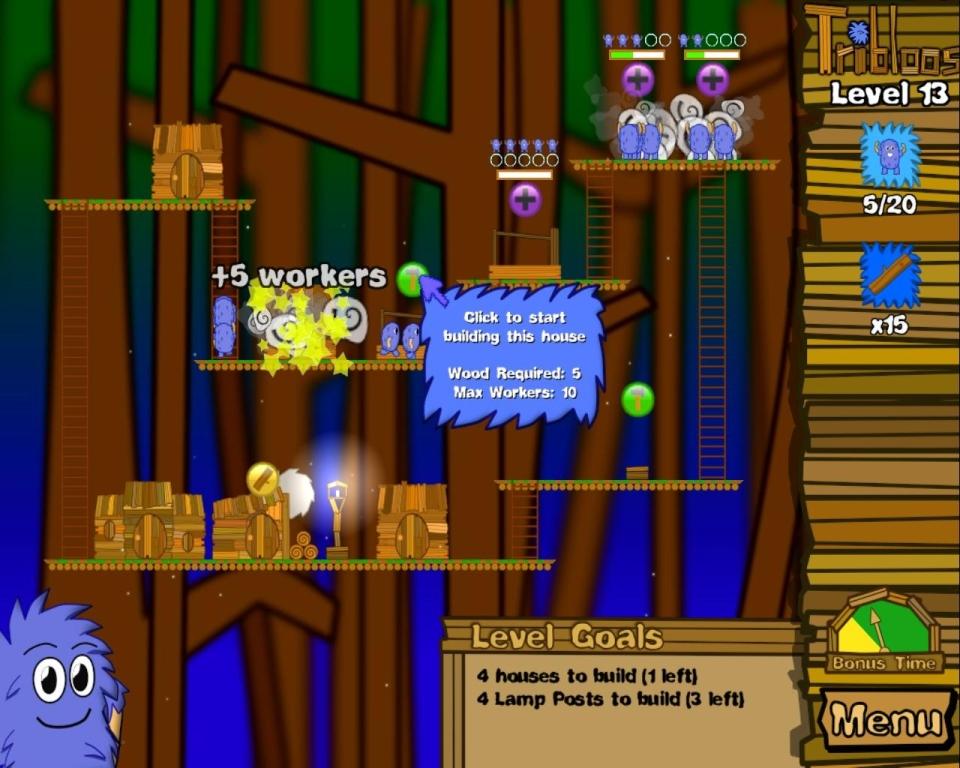 Tribloos
Level 13
5/20
+5 workers
Click to start
building this house
Wood Required: 5
Max Workers: 10
x15
Level Goals
4 houses to build (1 left)
4 Lamp Posts to build (3 left)
Bonus Time
Menu